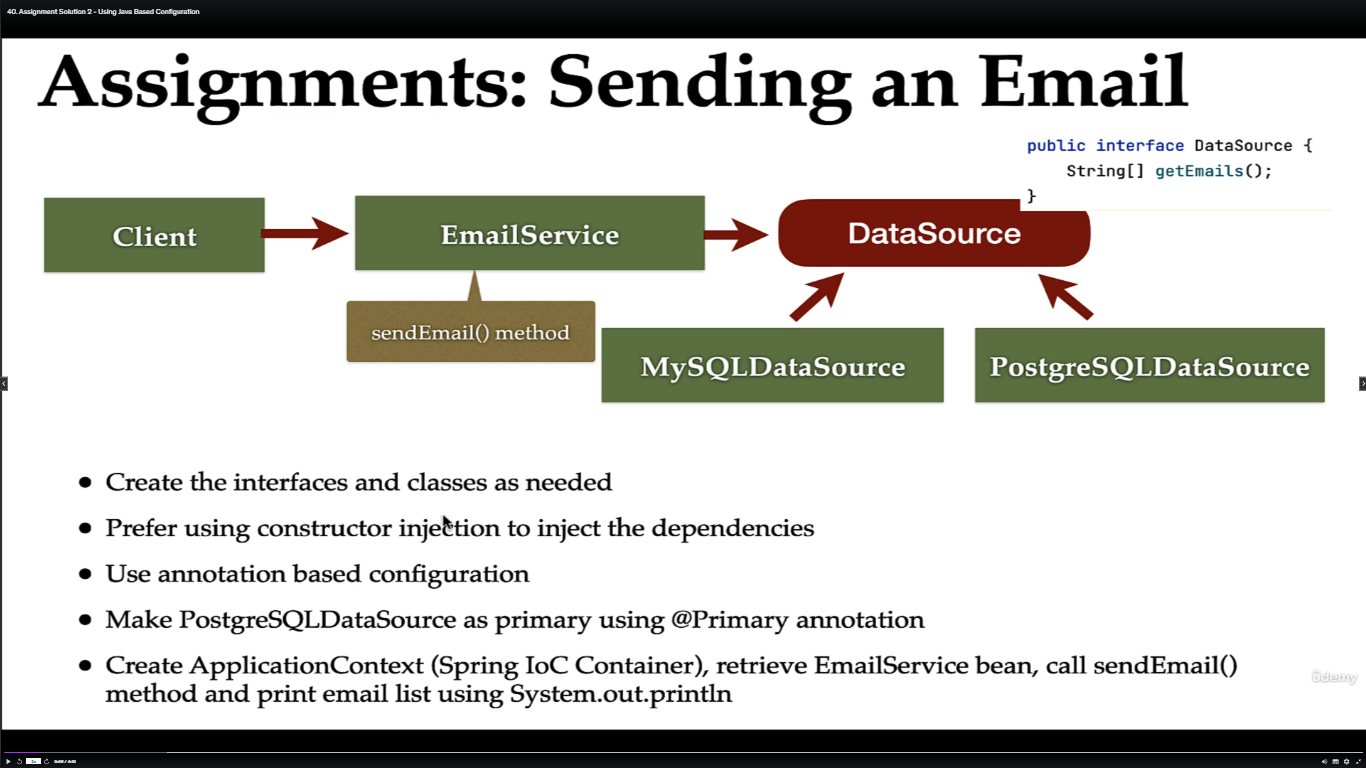 40. Assignment Solution 2 - Using Java Based Configuration
Assignments: Sending an Email
public interface DataSource {
String[] getEmails();
}
Client
EmailService
DataSource
sendEmail() method
MySQLDataSource
PostgreSQLDataSource
● Create the interfaces and classes as needed
● Prefer using constructor injection to inject the dependencies
● Use annotation based configuration
● Make PostgreSQLDataSource as primary using @Primary annotation
● Create ApplicationContext (Spring IoC Container), retrieve EmailService bean, call sendEmail()
method and print email list using System.out.println
ûdemy